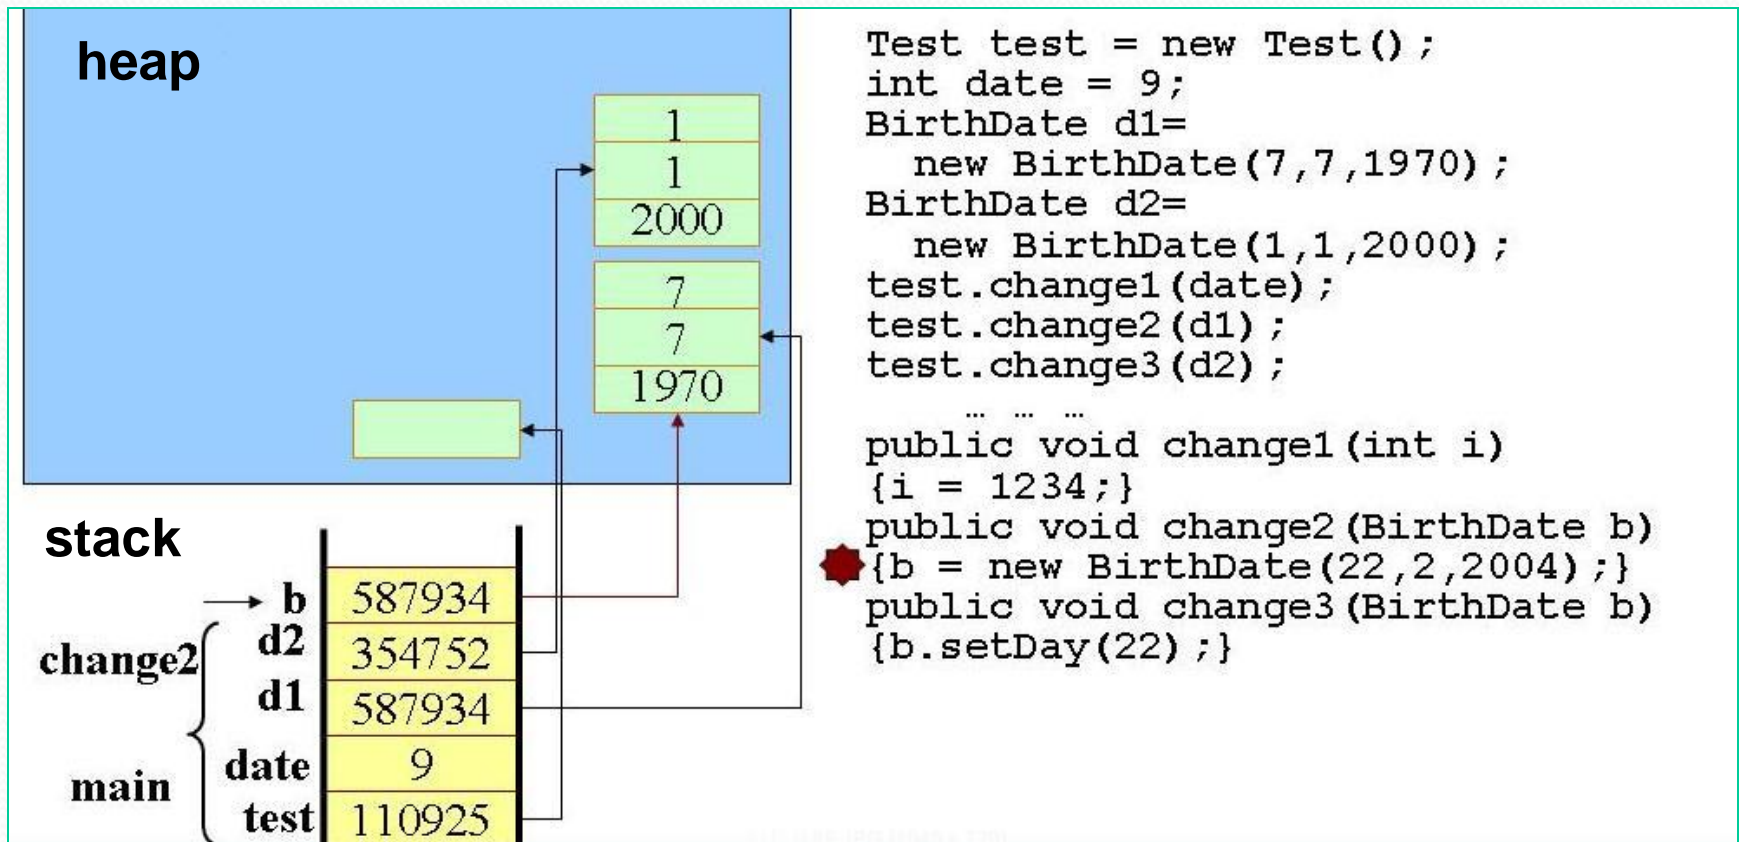 heap
1
1
2000
7
7
1970
stack
b 587934
d2 354752
change2
d1 587934
date 9
main
test 110925
Test test = new Test();
int date = 9;
BirthDate d1=
new BirthDate(7,7,1970);
BirthDate d2=
new BirthDate(1,1,2000);
test.change1(date);
test.change2(d1);
test.change3(d2);
… … …
public void change1(int i)
{i = 1234;}
public void change2(BirthDate b)
{b = new BirthDate(22,2,2004);}
public void change3(BirthDate b)
{b.setDay(22);}